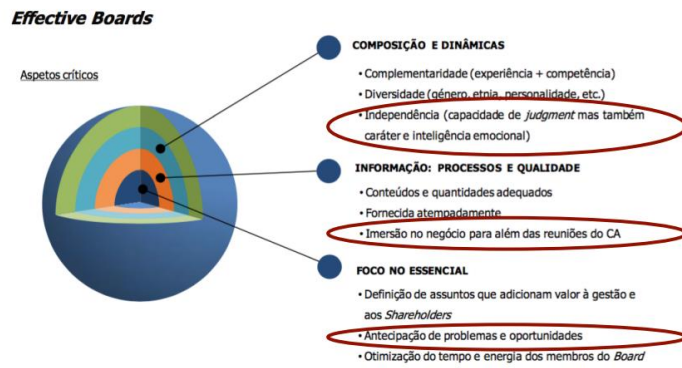 Effective Boards
Aspetos críticos
COMPOSIÇÃO E DINÂMICAS
• Complementaridade (experiência + competência)
• Diversidade (género, etnia, personalidade, etc.)
• Independência (capacidade de judgment mas também
caráter e inteligência emocional)
INFORMAÇÃO: PROCESSOS E QUALIDADE
• Conteúdos e quantidades adequados
• Fornecida atempadamente
• Imersão no negócio para além das reuniões do CA
FOCO NO ESSENCIAL
• Definição de assuntos que adicionam valor à gestão e
aos Shareholders
• Antecipação de problemas e oportunidades
• Otimização do tempo e energia dos membros do Board